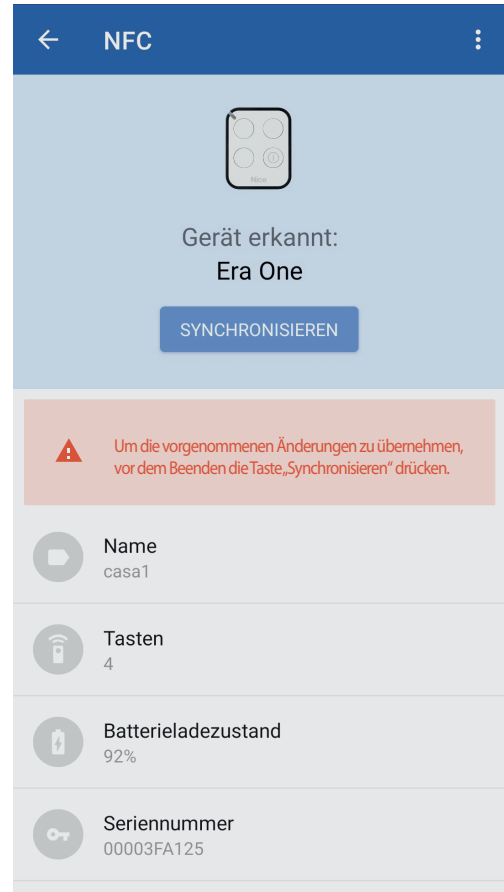 NFC
Nice
Gerät erkannt:
Era One
SYNCHRONISIEREN
Um die vorgenommenen Änderungen zu übernehmen,
vor dem Beenden die Taste „Synchronisieren“ drücken.
Name
casa1
Tasten
4
Batterieladezustand
92%
Seriennummer
00003FA125